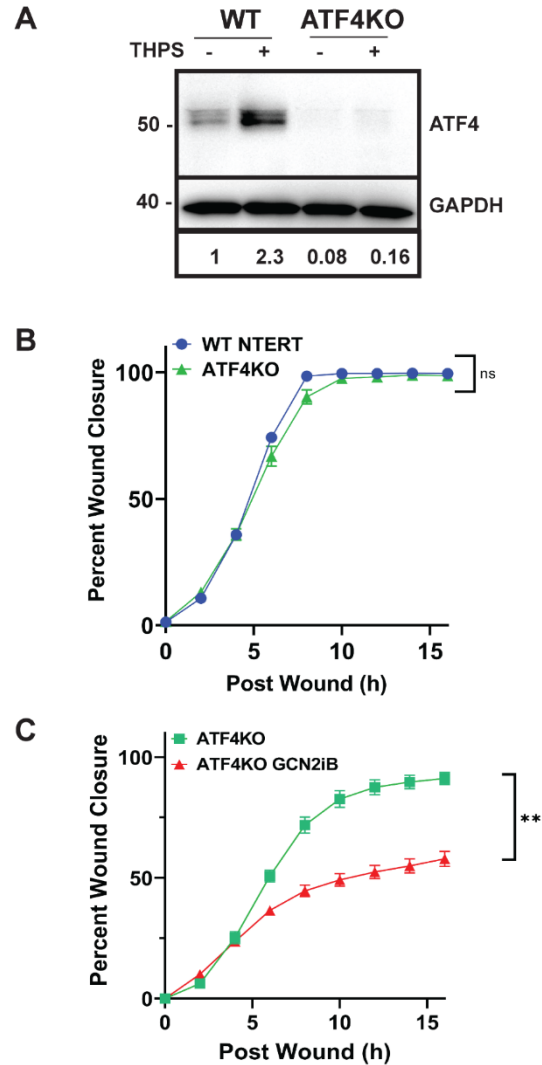 A
WT ATF4KO
THPS - + - +
50 - ATF4
40 - GAPDH
1 2.3 0.08 0.16
B
WT NTERT
ATF4KO
100
50
0
ns
Percent Wound Closure
0 5 10 15
Post Wound (h)
C
ATF4KO
ATF4KO GCN2iB
100
50
0
**
Percent Wound Closure
0 5 10 15
Post Wound (h)